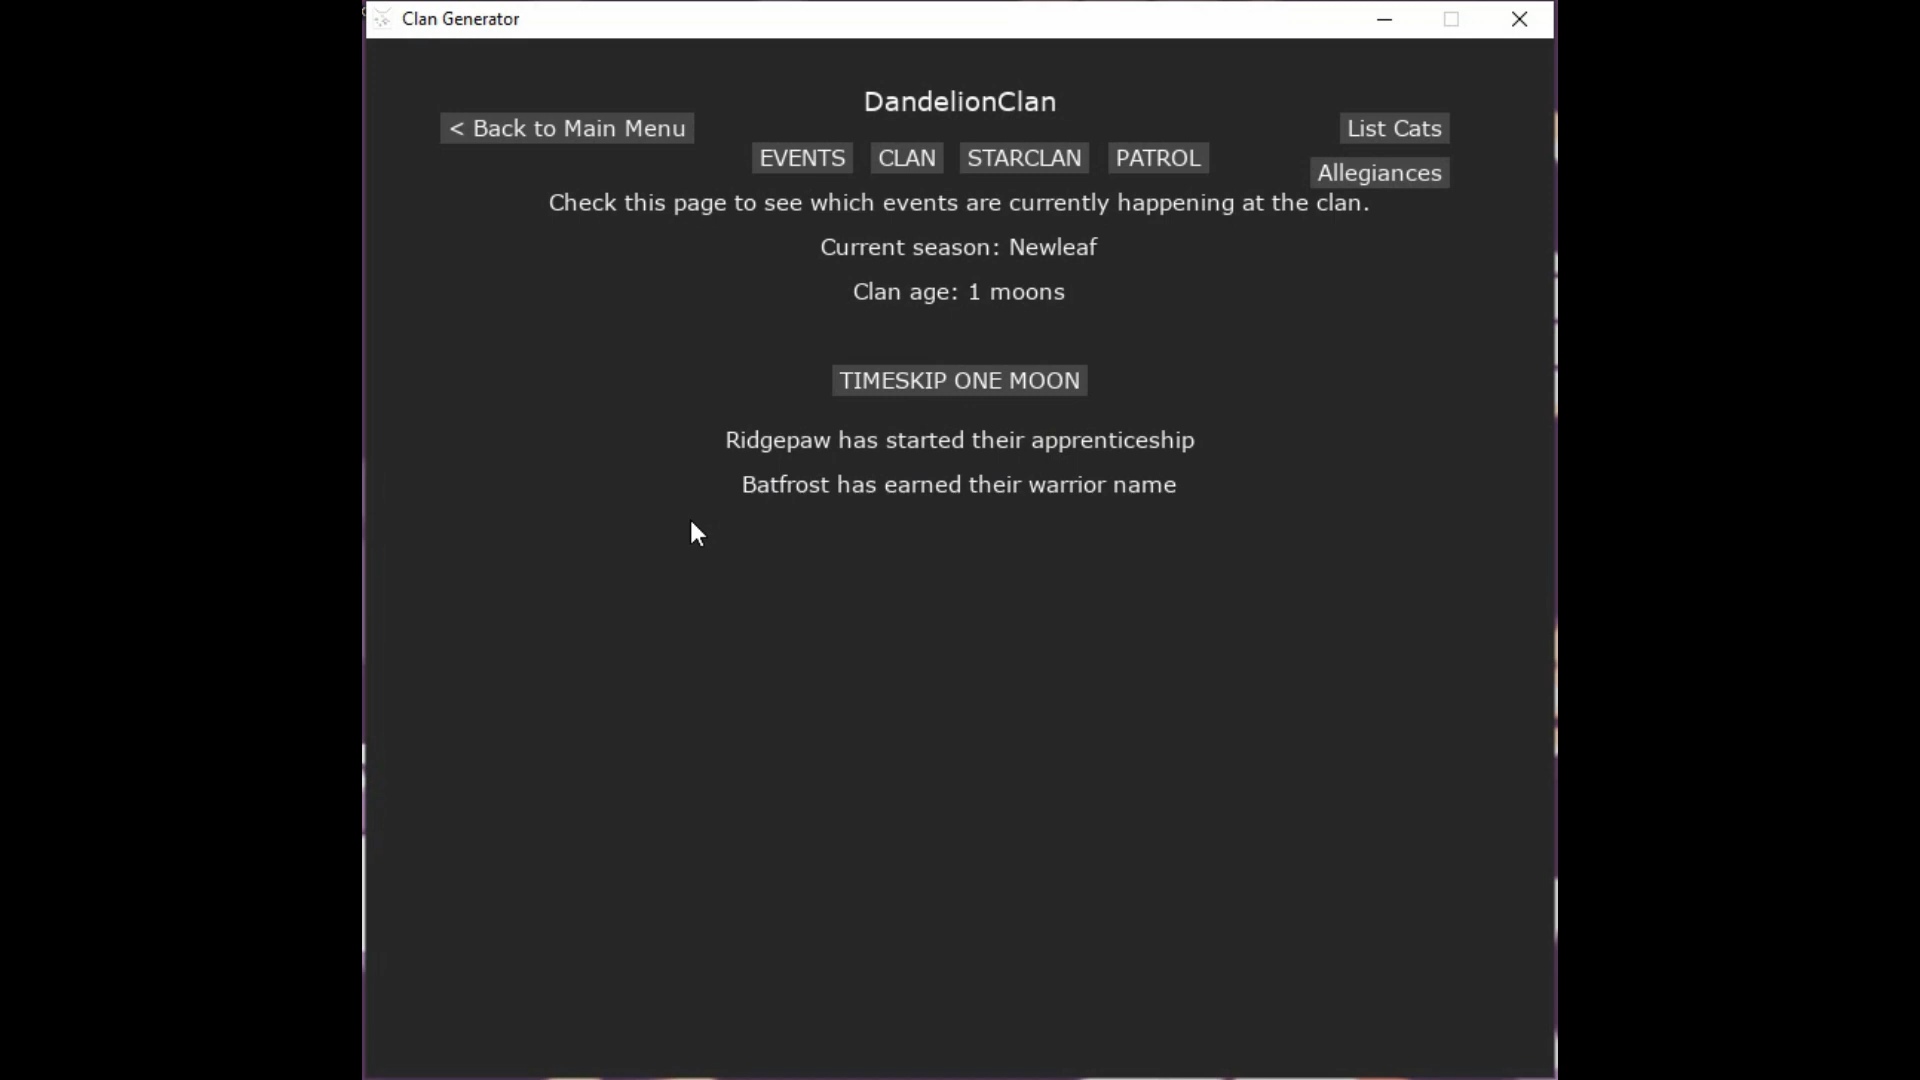 Clan Generator
DandelionClan
< Back to Main Menu
List Cats
EVENTS CLAN STARCLAN PATROL
Allegiances
Check this page to see which events are currently happening at the clan.
Current season: Newleaf
Clan age: 1 moons
TIMESKIP ONE MOON
Ridgepaw has started their apprenticeship
Batfrost has earned their warrior name